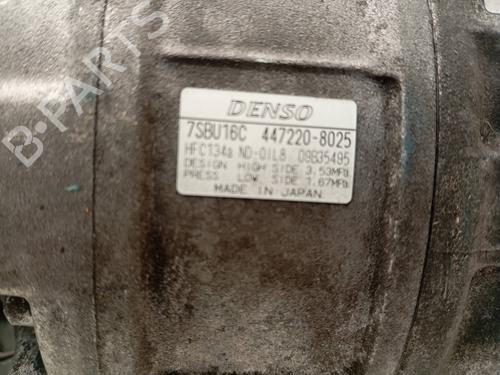 DENSO
7SBU16C 447220-8025
HFC134a ND-OIL8 09B35495
DESIGN HIGH SIDE 3.53MPa
PRESS LOW SIDE 1.67MPa
MADE IN JAPAN
B-PARTS